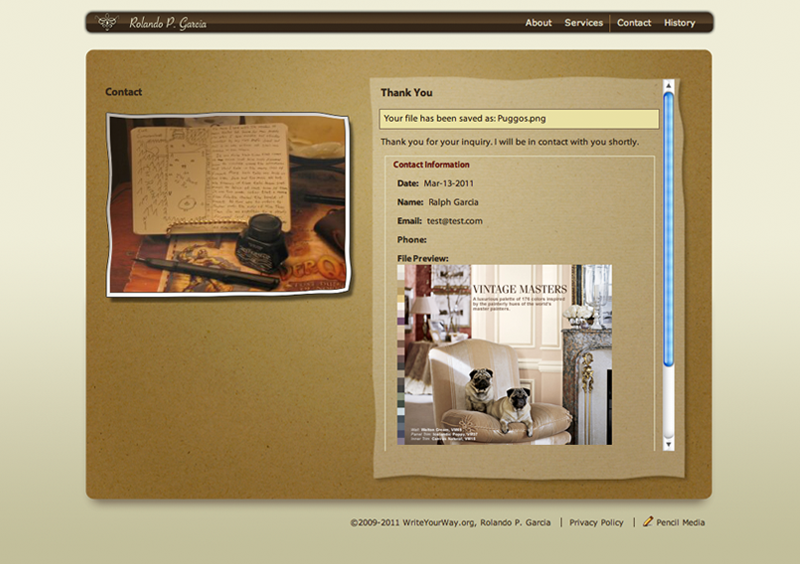 Rolando P. Garcia
About Services Contact History
Contact
Thank You
Your file has been saved as: Puggos.png
Thank you for your inquiry. I will be in contact with you shortly.
Contact Information
Date: Mar-13-2011
Name: Ralph Garcia
Email: test@test.com
Phone:
File Preview:
VINTAGE MASTERS
A luxurious palette of 176 colors inspired
by the painterly hues of the world's
master painters.
©2009-2011 WriteYourWay.org, Rolando P. Garcia | Privacy Policy | Pencil Media